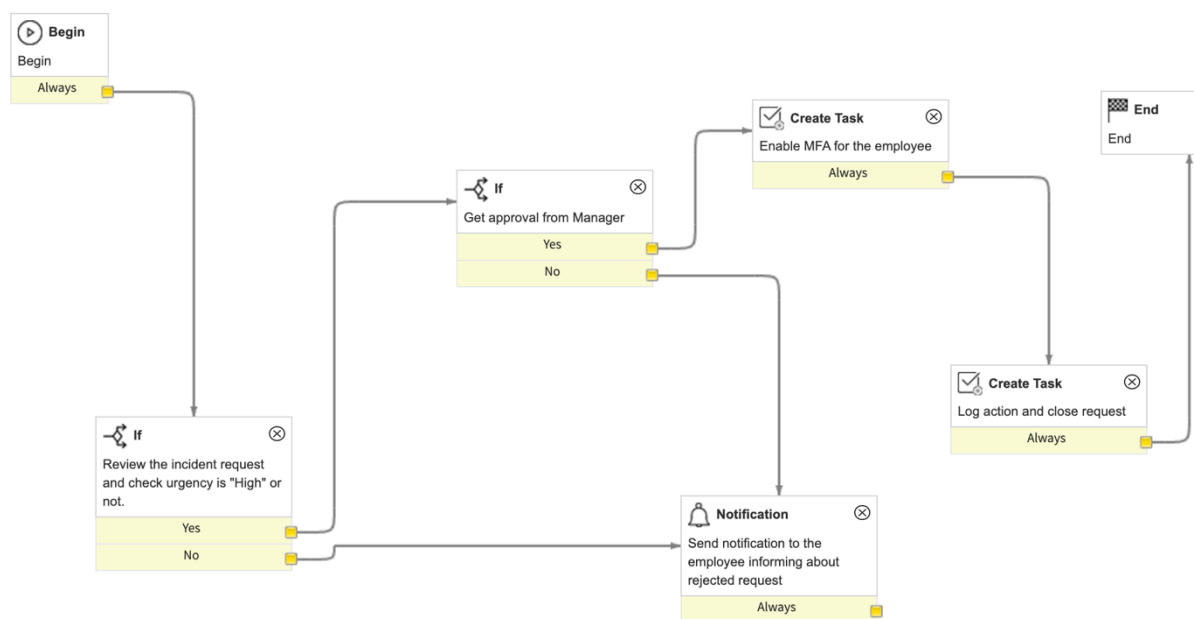 Begin
Begin
Always
If
Review the incident request
and check urgency is "High" or
not.
Yes
No
If
Get approval from Manager
Yes
No
Create Task
Enable MFA for the employee
Always
Notification
Send notification to the
employee informing about
rejected request
Always
Create Task
Log action and close request
Always
End
End